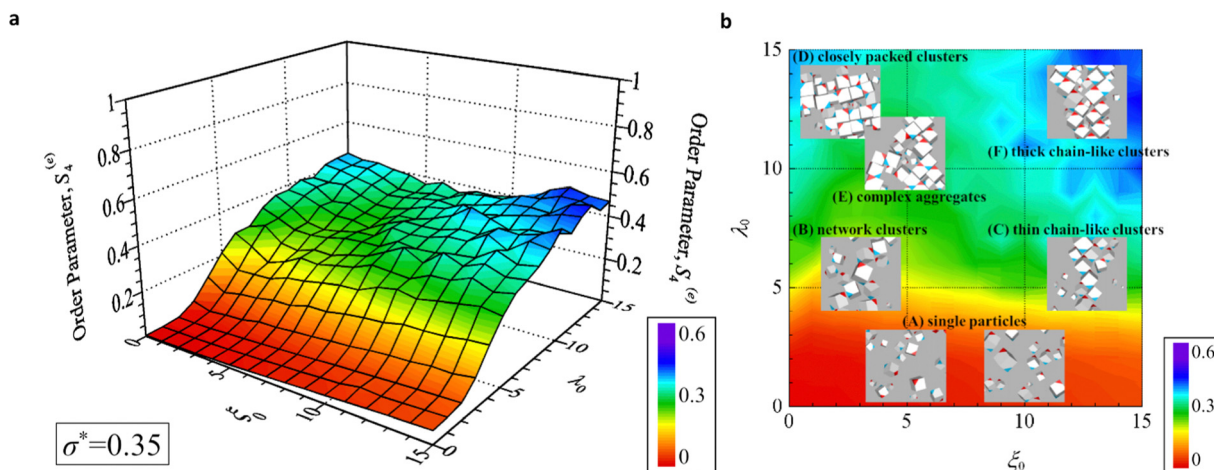 a
Order Parameter, S₄⁽ᵉ⁾
1
0.8
0.6
0.4
0.2
0
5
10
15
ξ₀
0
5
10
15
λ₀
1
0.8
0.6
0.4
0.2
Order Parameter, S₄⁽ᵉ⁾
σ*=0.35
0.6
0.3
0
b
15
10
5
0
λ₀
(D) closely packed clusters
(F) thick chain-like clusters
(E) complex aggregates
(B) network clusters
(C) thin chain-like clusters
(A) single particles
0
5
10
15
ξ₀
0.6
0.3
0